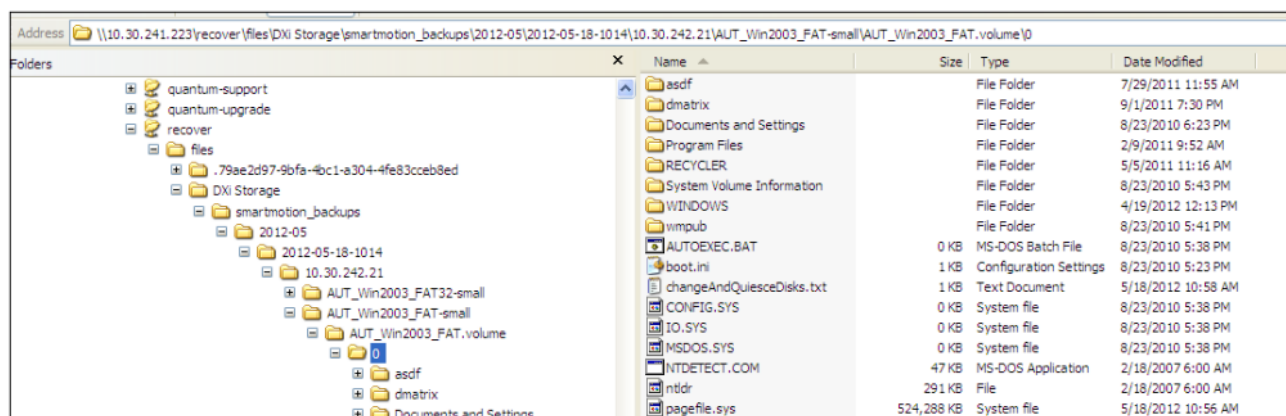 Address \\10.30.241.223\recover\files\DXi Storage\smartmotion_backups\2012-05\2012-05-18-1014\10.30.242.21\AUT_Win2003_FAT-small\AUT_Win2003_FAT.volume\0
Folders
quantum-support
quantum-upgrade
recover
files
.79ae2d97-9bfa-4bc1-a304-4fe83cceb8ed
DXi Storage
smartmotion_backups
2012-05
2012-05-18-1014
10.30.242.21
AUT_Win2003_FAT32-small
AUT_Win2003_FAT-small
AUT_Win2003_FAT.volume
0
asdf
dmatrix
Documents and Settings
Name Size Type Date Modified
asdf File Folder 7/29/2011 11:55 AM
dmatrix File Folder 9/1/2011 7:30 PM
Documents and Settings File Folder 8/23/2010 6:23 PM
Program Files File Folder 2/9/2011 9:52 AM
RECYCLER File Folder 5/5/2011 11:16 AM
System Volume Information File Folder 8/23/2010 5:43 PM
WINDOWS File Folder 4/19/2012 12:13 PM
wmpub File Folder 8/23/2010 5:41 PM
AUTOEXEC.BAT 0 KB MS-DOS Batch File 8/23/2010 5:38 PM
boot.ini 1 KB Configuration Settings 8/23/2010 5:23 PM
changeAndQuiesceDisks.txt 1 KB Text Document 5/18/2012 10:58 AM
CONFIG.SYS 0 KB System file 8/23/2010 5:38 PM
IO.SYS 0 KB System file 8/23/2010 5:38 PM
MSDOS.SYS 0 KB System file 8/23/2010 5:38 PM
NTDETECT.COM 47 KB MS-DOS Application 2/18/2007 6:00 AM
ntldr 291 KB File 2/18/2007 6:00 AM
pagefile.sys 524,288 KB System file 5/18/2012 10:56 AM